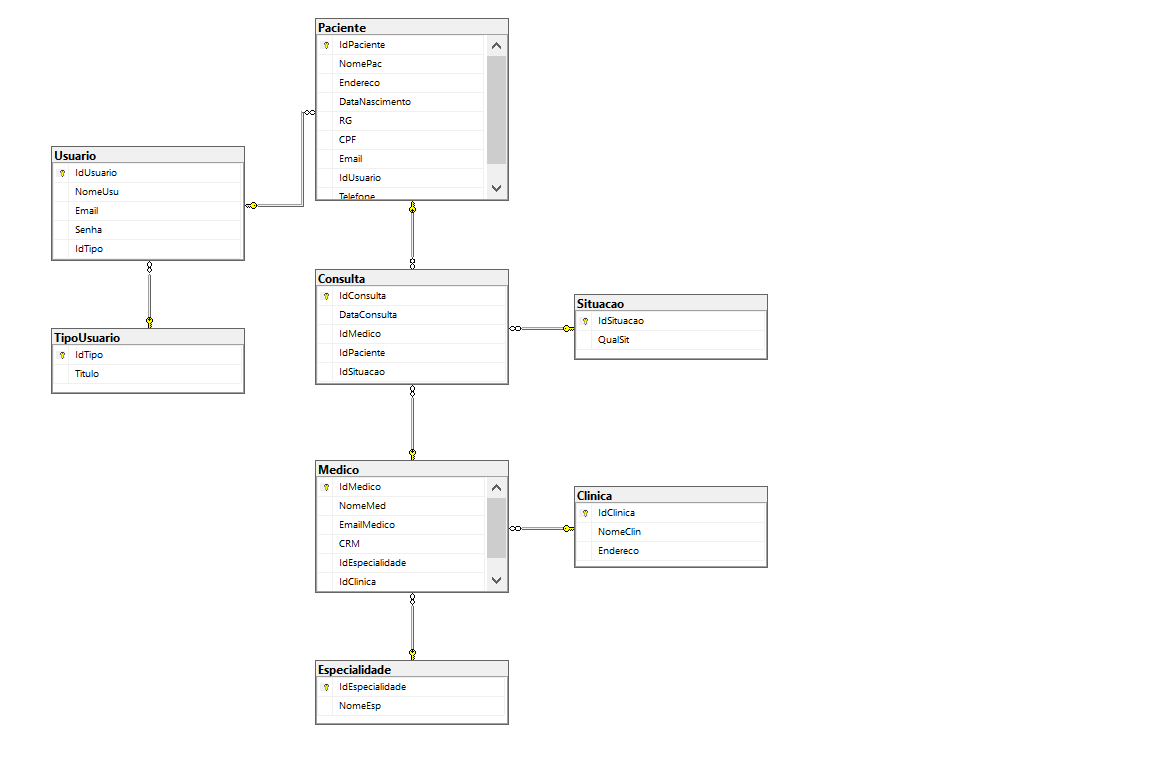 Paciente
IdPaciente
NomePac
Endereco
DataNascimento
RG
CPF
Email
IdUsuario
Telefone
Usuario
IdUsuario
NomeUsu
Email
Senha
IdTipo
TipoUsuario
IdTipo
Titulo
Consulta
IdConsulta
DataConsulta
IdMedico
IdPaciente
IdSituacao
Situacao
IdSituacao
QualSit
Medico
IdMedico
NomeMed
EmailMedico
CRM
IdEspecialidade
IdClinica
Clinica
IdClinica
NomeClin
Endereco
Especialidade
IdEspecialidade
NomeEsp